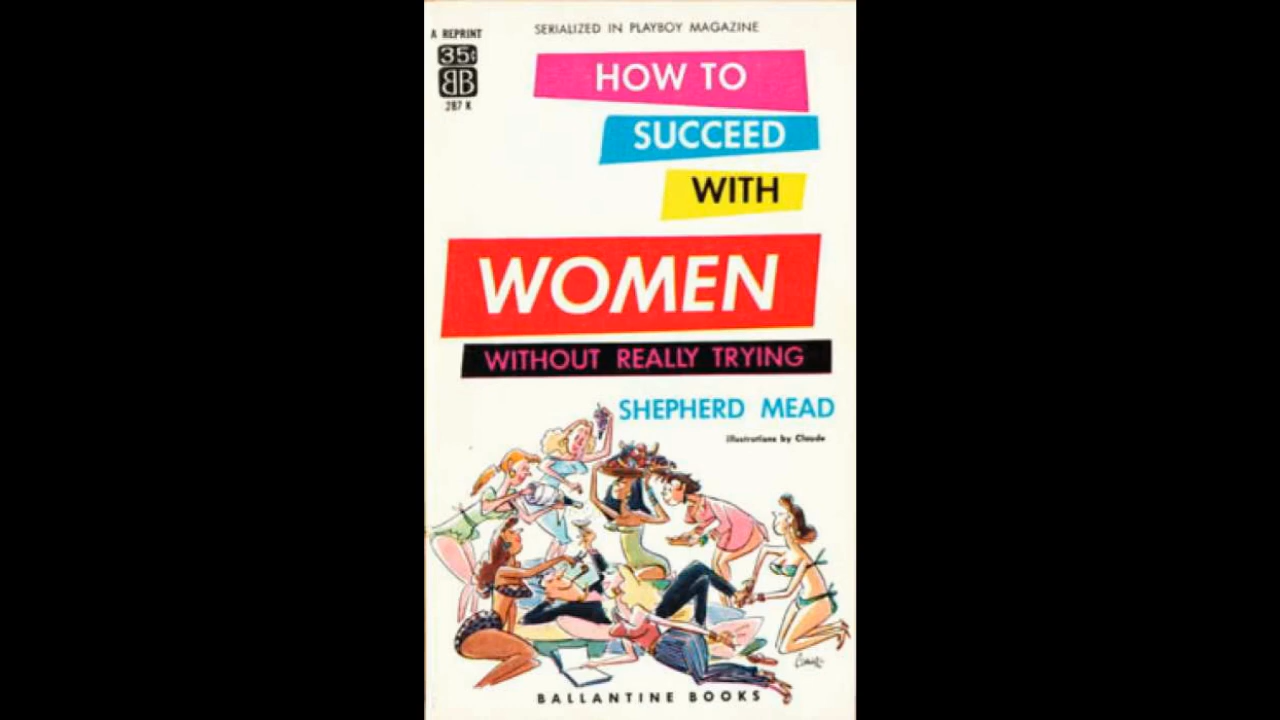 A REPRINT
35¢
BB
287 K
SERIALIZED IN PLAYBOY MAGAZINE
HOW TO
SUCCEED
WITH
WOMEN
WITHOUT REALLY TRYING
SHEPHERD MEAD
illustrations by Claude
Claude
BALLANTINE BOOKS